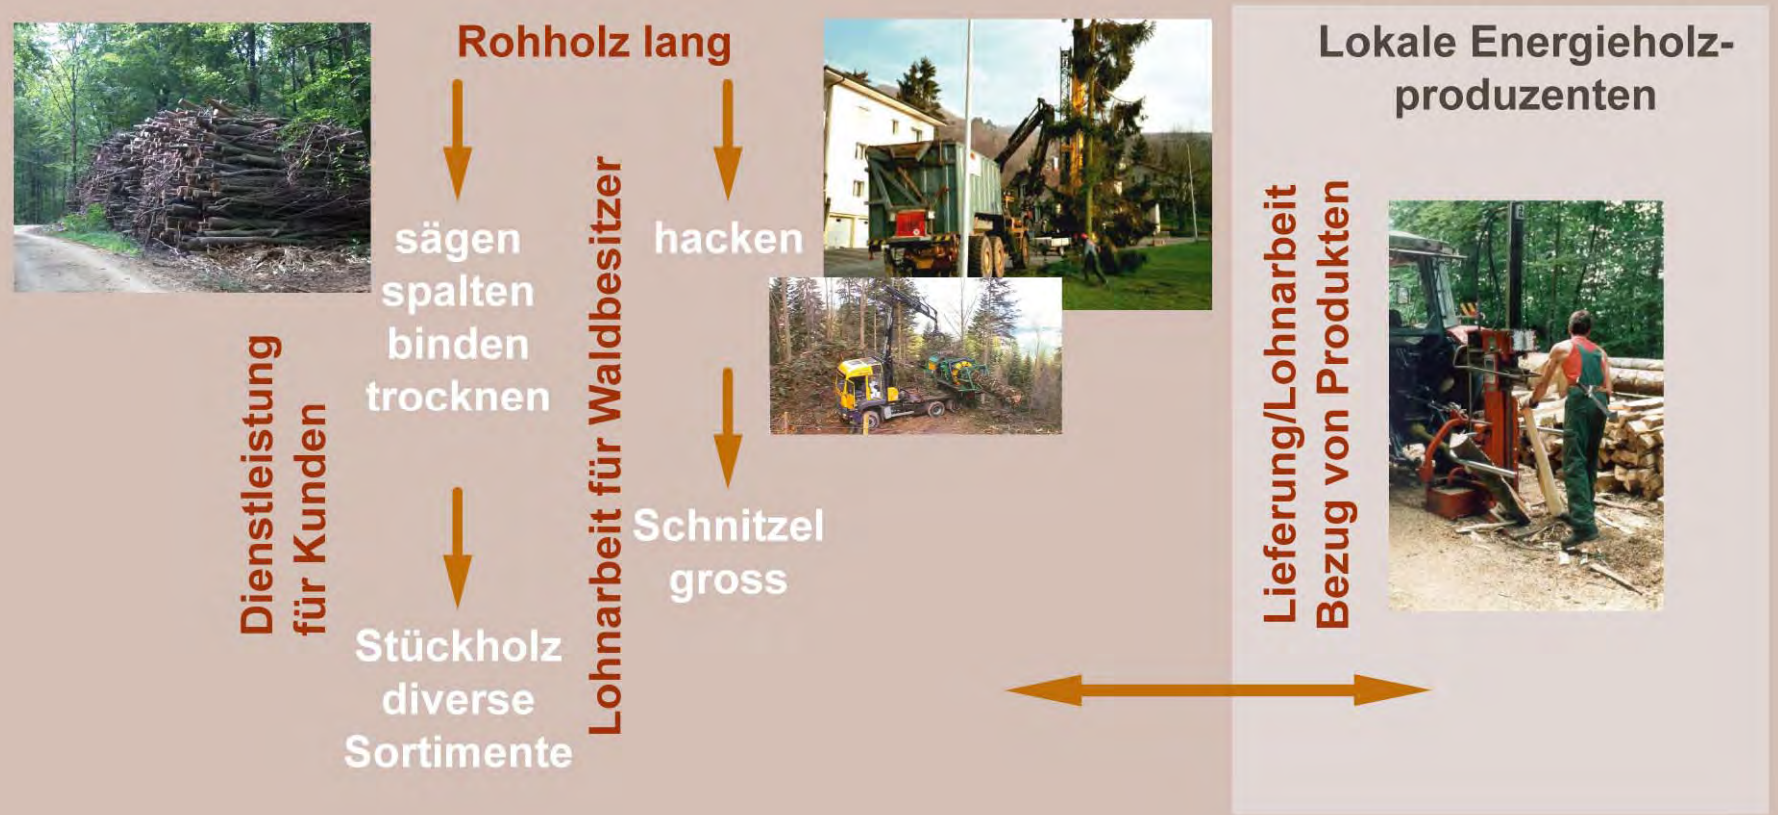 Rohholz lang
sägen
spalten
binden
trocknen
Stückholz
diverse
Sortimente
hacken
Schnitzel
gross
Dienstleistung
für Kunden
Lohnarbeit für Waldbesitzer
Lokale Energieholz-
produzenten
Lieferung/Lohnarbeit
Bezug von Produkten